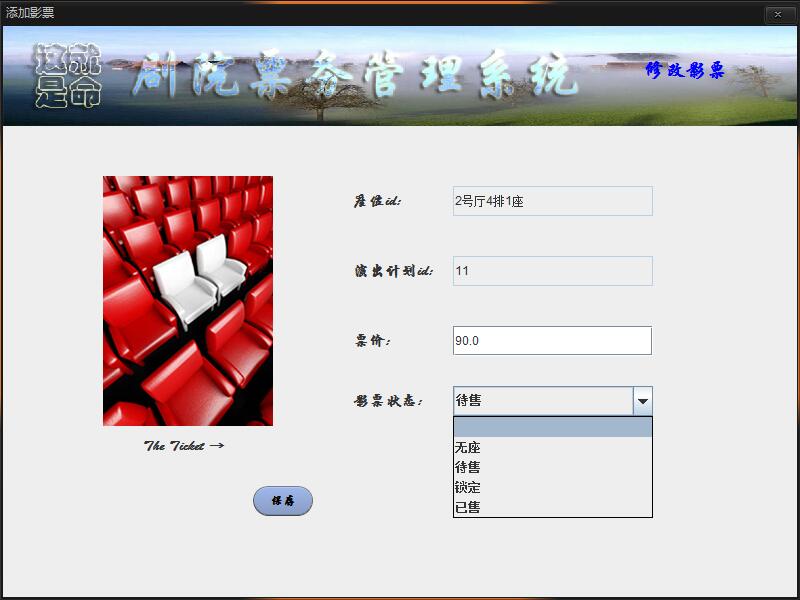 添加影票
这就
是命
剧院票务管理系统
修改影票
座位id:
2号厅4排1座
演出计划id:
11
票价:
90.0
影票状态:
待售
无座
待售
锁定
已售
The Ticket →
保存